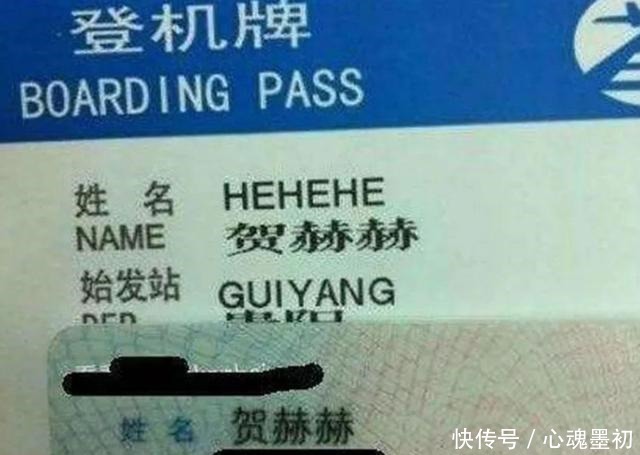 登机牌
BOARDING PASS
姓 名 HEHEHE
NAME 贺赫赫
始发站 GUIYANG
姓 名 贺赫赫
快传号 / 心魂墨初